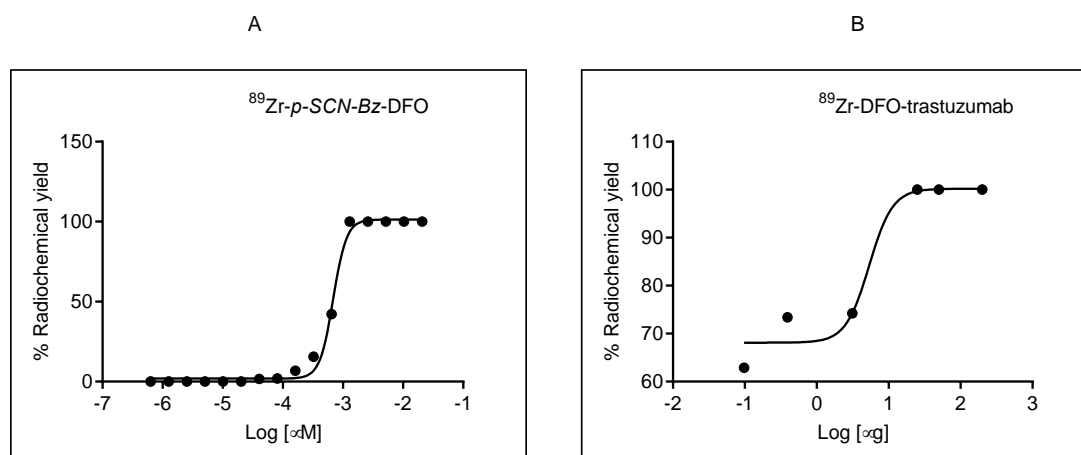 A
B
⁸⁹Zr-p-SCN-Bz-DFO
% Radiochemical yield
150
100
50
0
-7
-6
-5
-4
-3
-2
-1
Log [∝M]
⁸⁹Zr-DFO-trastuzumab
% Radiochemical yield
110
100
90
80
70
60
-2
-1
0
1
2
3
Log [∝g]